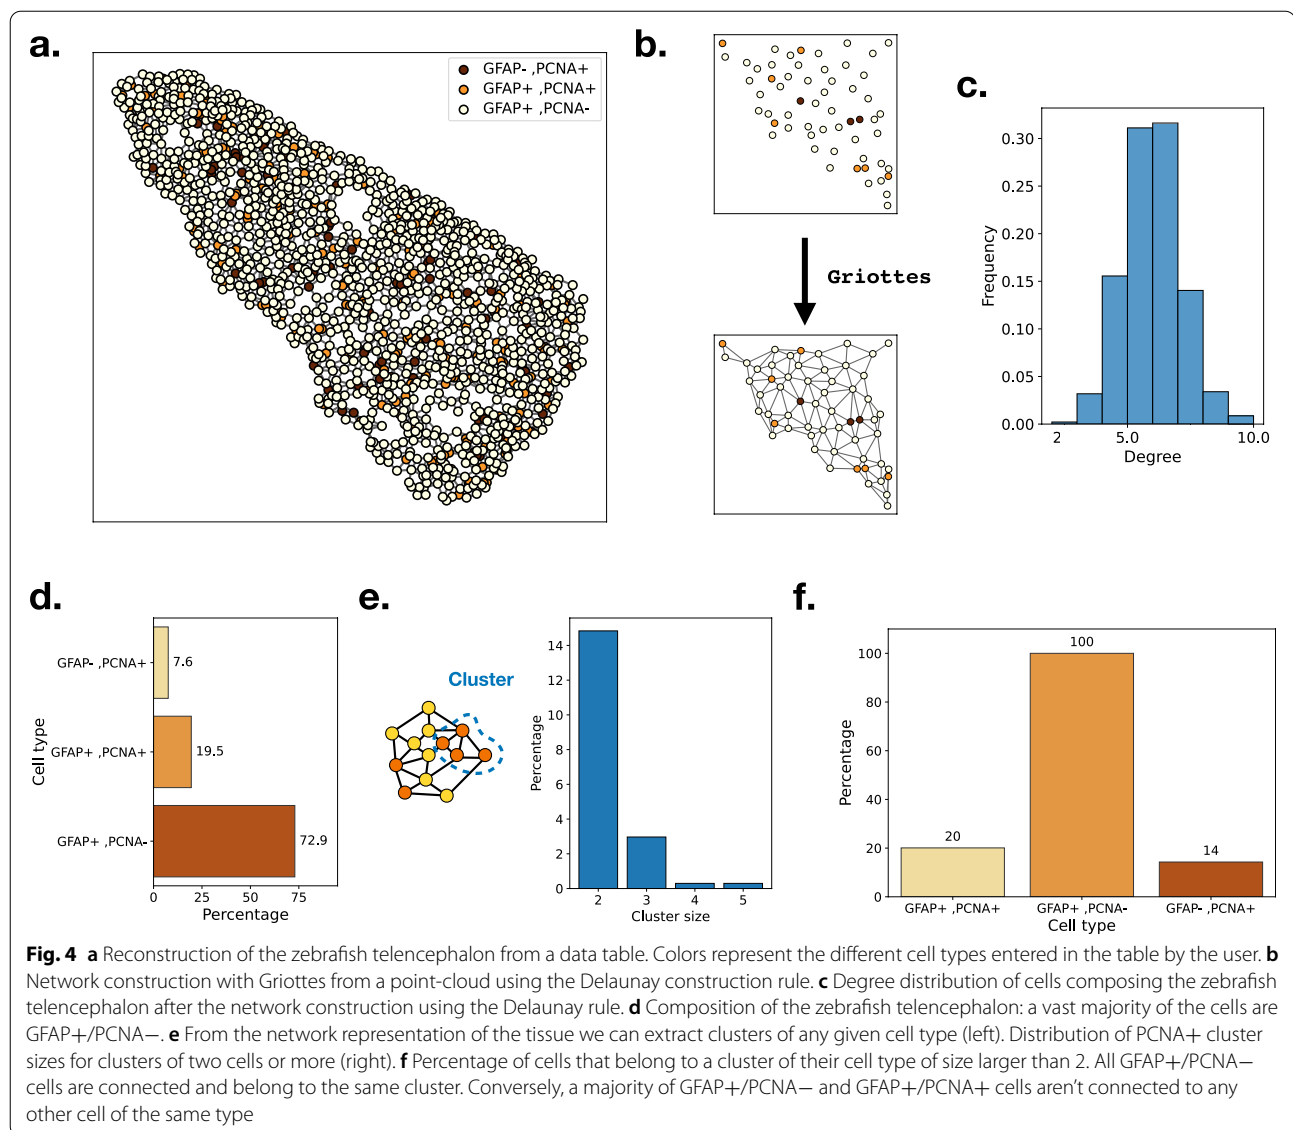 a.
GFAP- ,PCNA+
GFAP+ ,PCNA+
GFAP+ ,PCNA-
b.
Griottes
c.
0.30
0.25
0.20
0.15
0.10
0.05
0.00
Frequency
2 5.0 10.0
Degree
d.
GFAP- ,PCNA+
GFAP+ ,PCNA+
GFAP+ ,PCNA-
Cell type
7.6
19.5
72.9
0 25 50 75
Percentage
e.
Cluster
14
12
10
8
6
4
2
0
Percentage
2 3 4 5
Cluster size
f.
100
80
60
40
20
0
Percentage
20
100
14
GFAP+ ,PCNA+ GFAP+ ,PCNA- GFAP- ,PCNA+
Cell type
Fig. 4 a Reconstruction of the zebrafish telencephalon from a data table. Colors represent the different cell types entered in the table by the user. b
Network construction with Griottes from a point-cloud using the Delaunay construction rule. c Degree distribution of cells composing the zebrafish
telencephalon after the network construction using the Delaunay rule. d Composition of the zebrafish telencephalon: a vast majority of the cells are
GFAP+/PCNA−. e From the network representation of the tissue we can extract clusters of any given cell type (left). Distribution of PCNA+ cluster
sizes for clusters of two cells or more (right). f Percentage of cells that belong to a cluster of their cell type of size larger than 2. All GFAP+/PCNA−
cells are connected and belong to the same cluster. Conversely, a majority of GFAP+/PCNA− and GFAP+/PCNA+ cells aren't connected to any
other cell of the same type